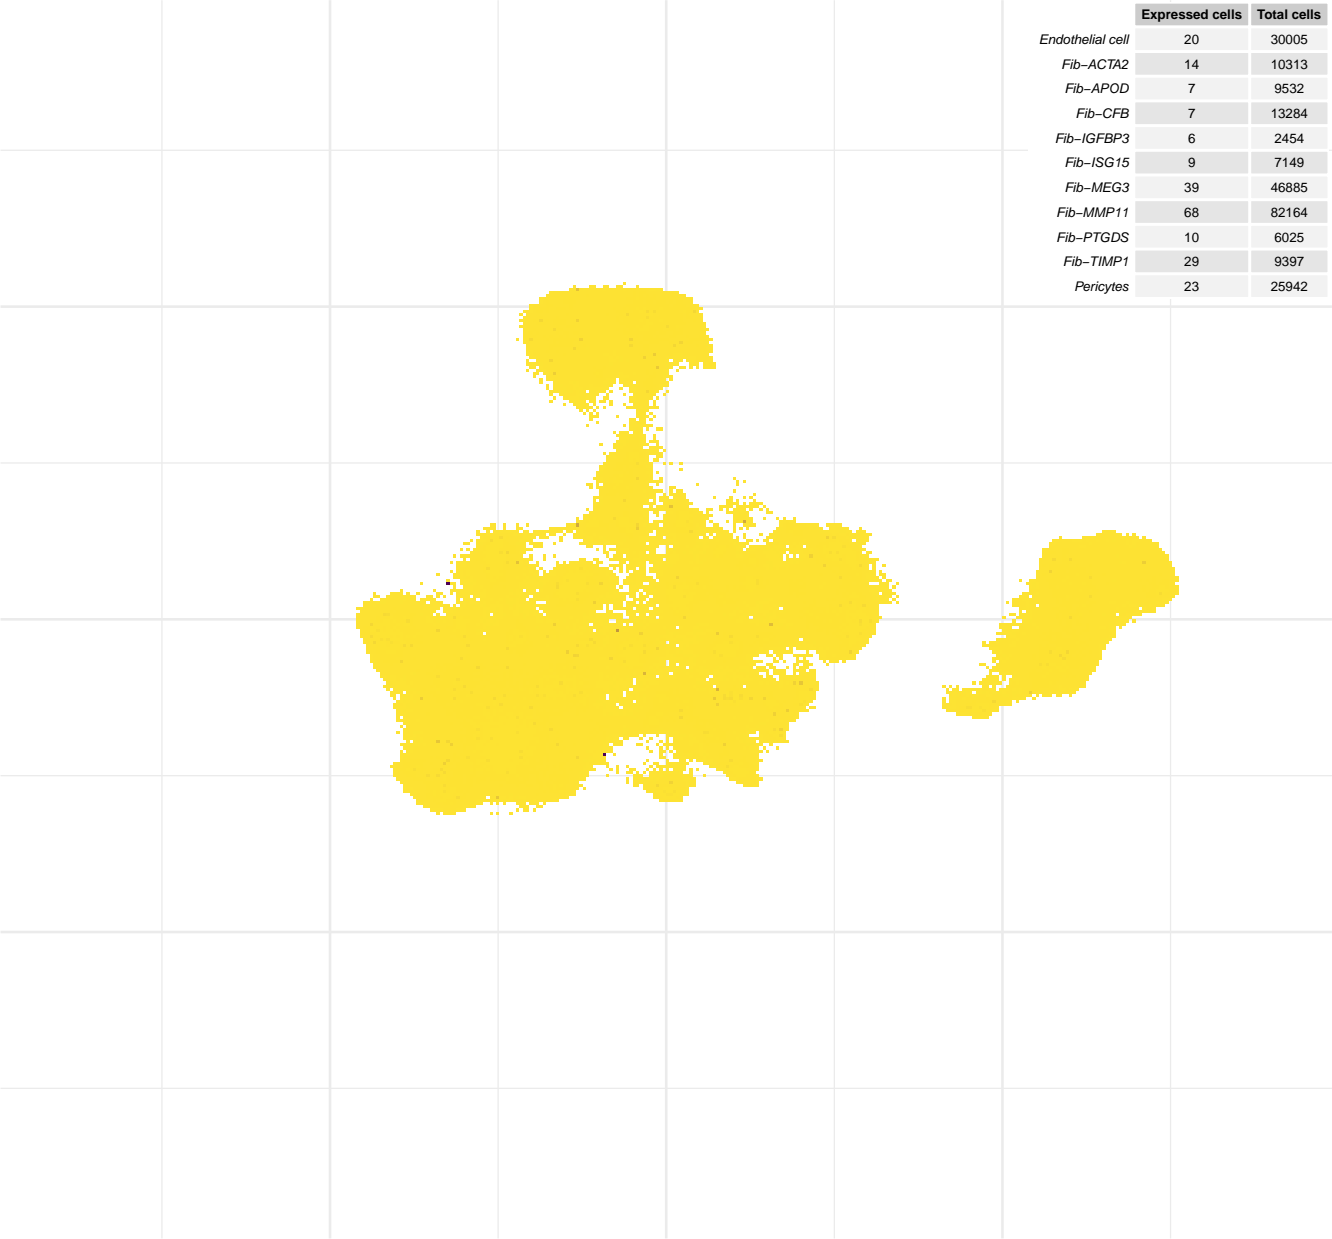 Expressed cells Total cells
Endothelial cell 20 30005
Fib−ACTA2 14 10313
Fib−APOD 7 9532
Fib−CFB 7 13284
Fib−IGFBP3 6 2454
Fib−ISG15 9 7149
Fib−MEG3 39 46885
Fib−MMP11 68 82164
Fib−PTGDS 10 6025
Fib−TIMP1 29 9397
Pericytes 23 25942